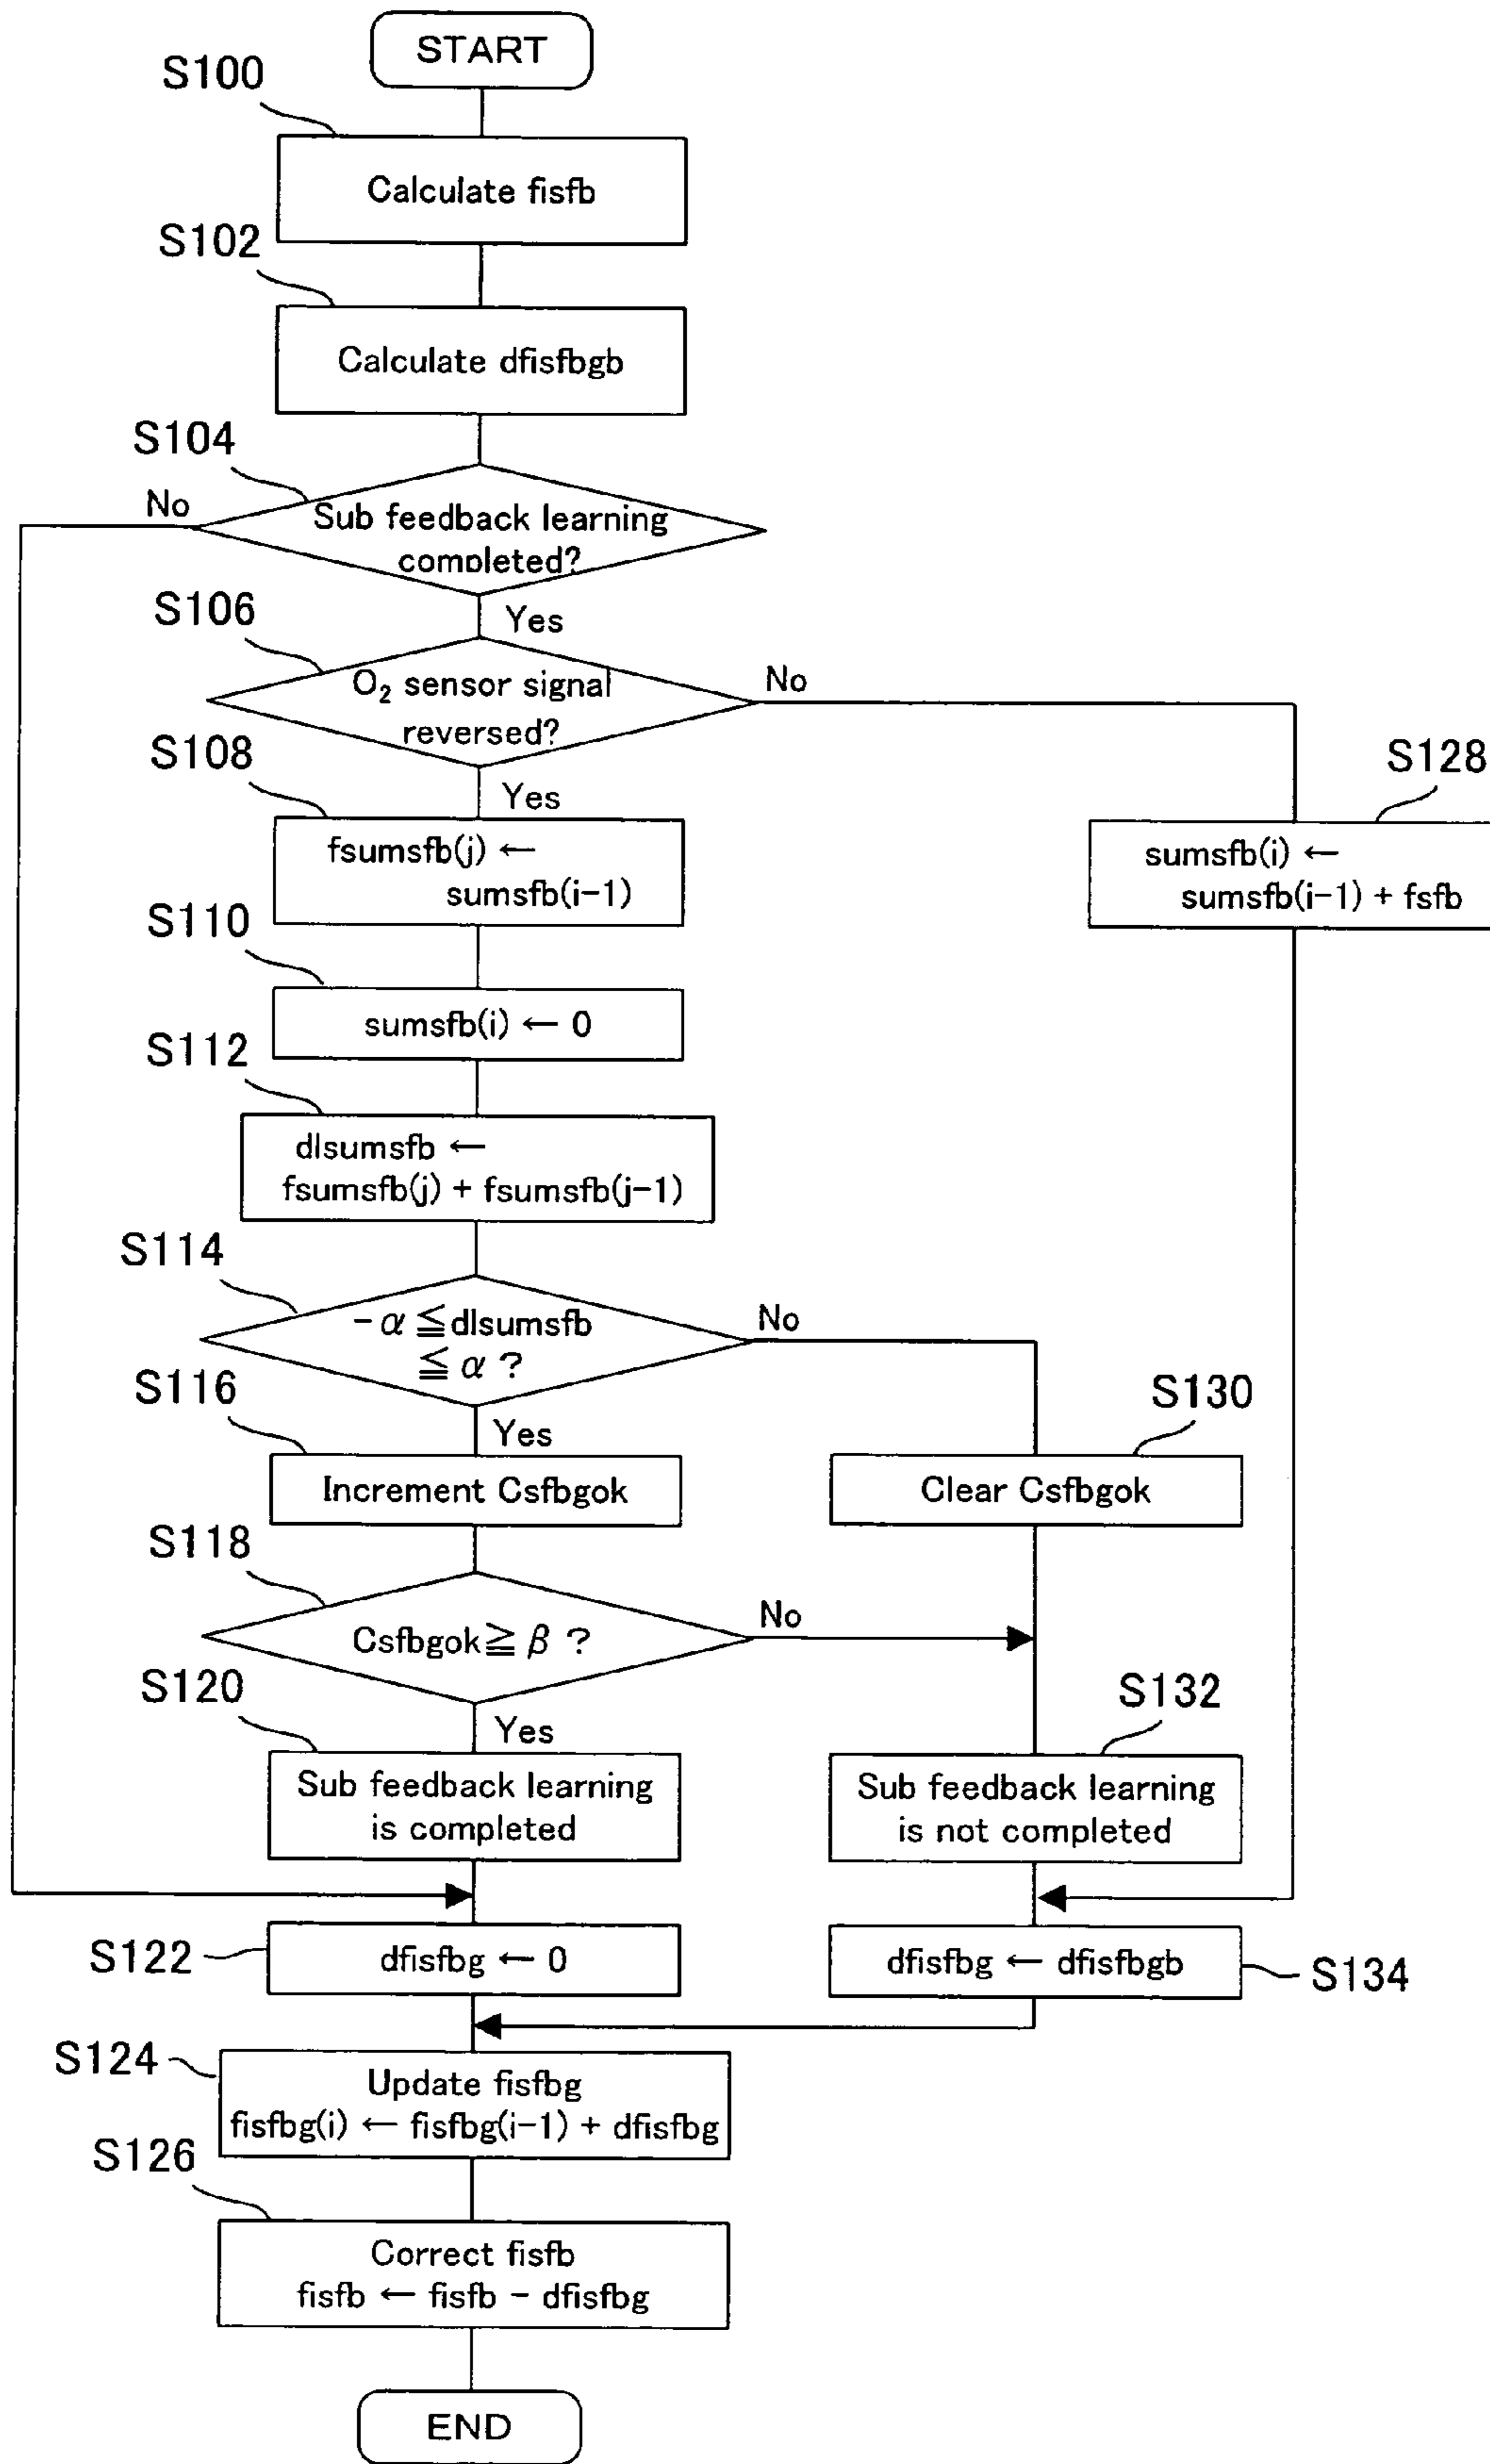 START
S100
Calculate fisfb
S102
Calculate dfisfbgb
S104
No
Sub feedback learning
completed?
Yes
S106
O₂ sensor signal
reversed?
No
Yes
S108
fsumsfb(j) ←
sumsfb(i-1)
S128
sumsfb(i) ←
sumsfb(i-1) + fsfb
S110
sumsfb(i) ← 0
S112
dlsumsfb ←
fsumsfb(j) + fsumsfb(j-1)
S114
-α ≦ dlsumsfb
≦ α ?
No
Yes
S116
Increment Csfbgok
S130
Clear Csfbgok
S118
Csfbgok ≧ β ?
No
Yes
S120
Sub feedback learning
is completed
S132
Sub feedback learning
is not completed
S122
dfisfbg ← 0
dfisfbg ← dfisfbgb
S134
S124
Update fisfbg
fisfbg(i) ← fisfbg(i-1) + dfisfbg
S126
Correct fisfb
fisfb ← fisfb - dfisfbg
END